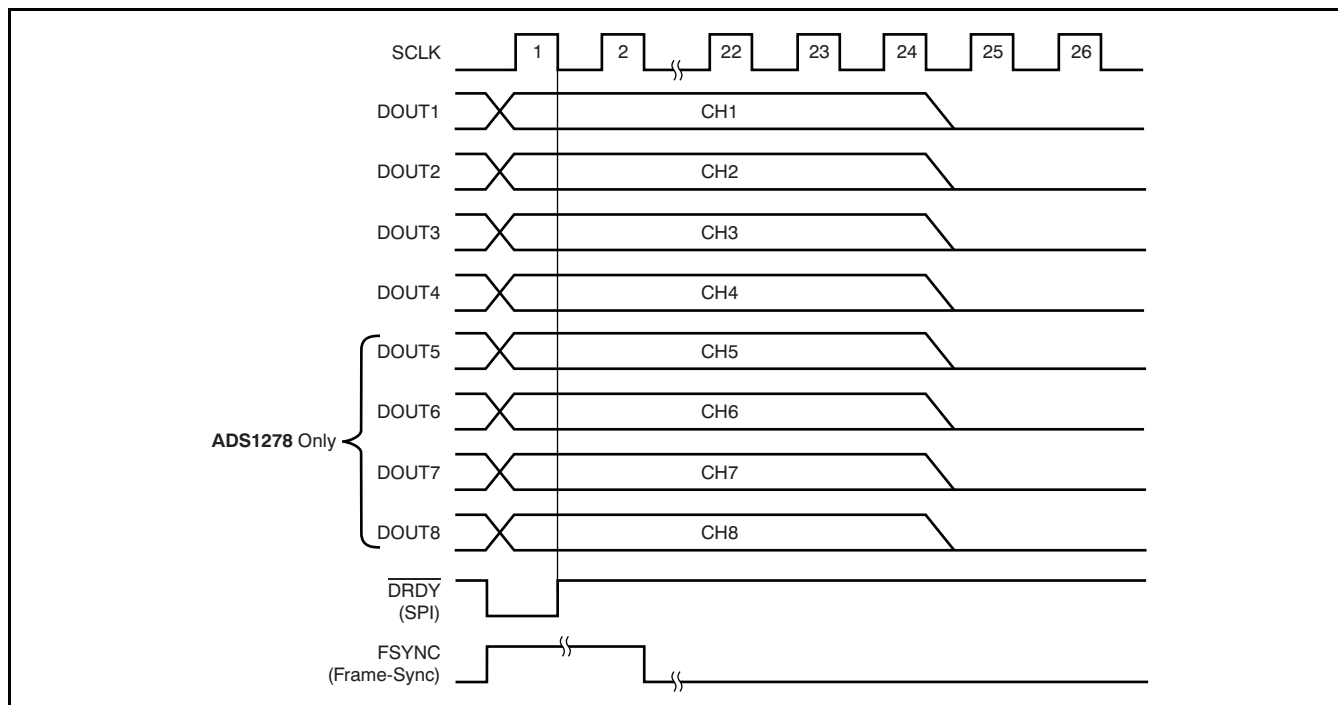 SCLK 1 2 22 23 24 25 26
DOUT1 CH1
DOUT2 CH2
DOUT3 CH3
DOUT4 CH4
DOUT5 CH5
DOUT6 CH6
ADS1278 Only
DOUT7 CH7
DOUT8 CH8
DRDY
(SPI)
FSYNC
(Frame-Sync)